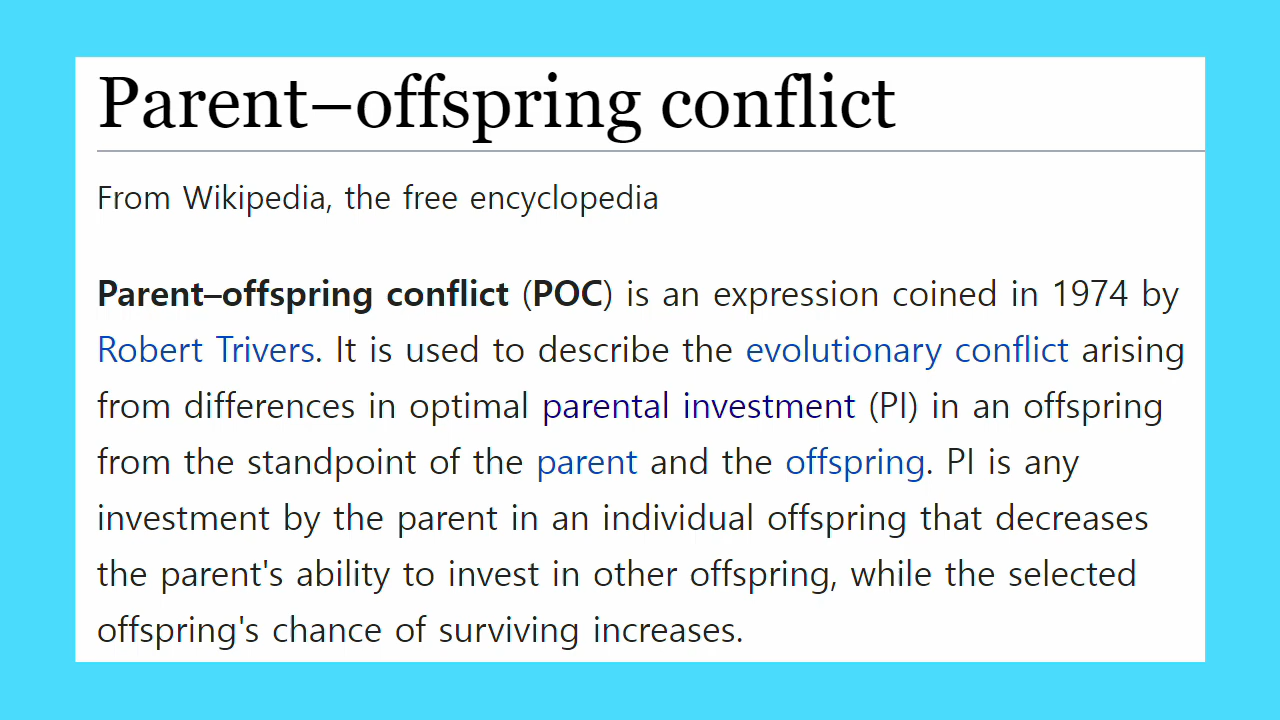 Parent–offspring conflict
From Wikipedia, the free encyclopedia
Parent–offspring conflict (POC) is an expression coined in 1974 by
Robert Trivers. It is used to describe the evolutionary conflict arising
from differences in optimal parental investment (PI) in an offspring
from the standpoint of the parent and the offspring. PI is any
investment by the parent in an individual offspring that decreases
the parent's ability to invest in other offspring, while the selected
offspring's chance of surviving increases.